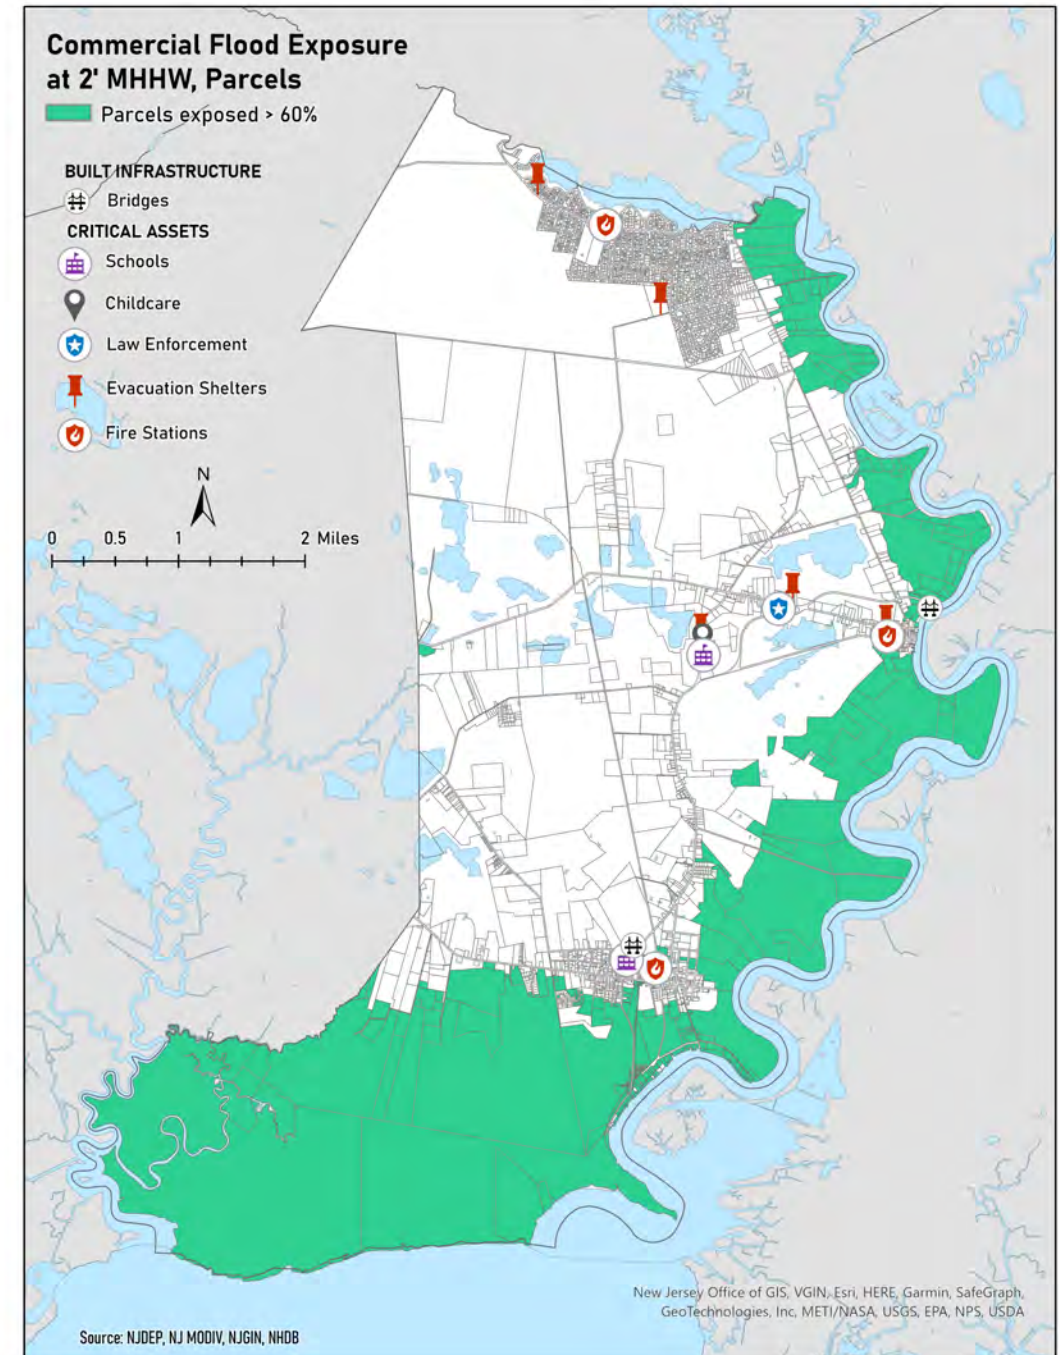 Commercial Flood Exposure
at 2' MHHW, Parcels
Parcels exposed > 60%
BUILT INFRASTRUCTURE
Bridges
CRITICAL ASSETS
Schools
Childcare
Law Enforcement
Evacuation Shelters
Fire Stations
N
0 0.5 1 2 Miles
New Jersey Office of GIS, VGIN, Esri, HERE, Garmin, SafeGraph,
GeoTechnologies, Inc, METI/NASA, USGS, EPA, NPS, USDA
Source: NJDEP, NJ MODIV, NJGIN, NHDB